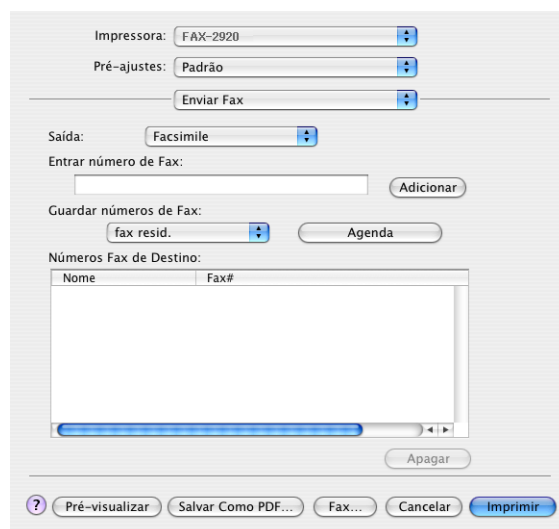 Impressora: FAX-2920
Pré-ajustes: Padrão
Enviar Fax
Saída: Facsimile
Entrar número de Fax:
Adicionar
Guardar números de Fax:
fax resid. Agenda
Números Fax de Destino:
Nome Fax#
Apagar
? Pré-visualizar Salvar Como PDF... Fax... Cancelar Imprimir